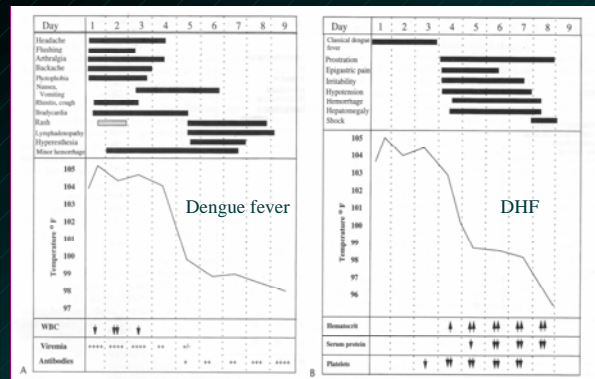 Day 1 2 3 4 5 6 7 8 9
Headache
Flushing
Arthralgia
Backache
Photophobia
Nausea,
Vomiting
Rhinitis, cough
Bradycardia
Rash
Lymphadenopathy
Hyperesthesia
Minor hemorrhage
105
104
103
102
101
100
99
98
97
Temperature ° F
Dengue fever
WBC
Viremia ++++ ++++ ++++ ++ +/-
Antibodies + ++ ++ +++ ++++
A
Day 1 2 3 4 5 6 7 8 9
Classical dengue
fever
Prostration
Epigastric pain
Irritability
Hypotension
Hemorrhage
Hepatomegaly
Shock
105
104
103
102
101
100
99
98
97
96
Temperature ° F
DHF
Hematocrit
Serum protein
Platelets
B